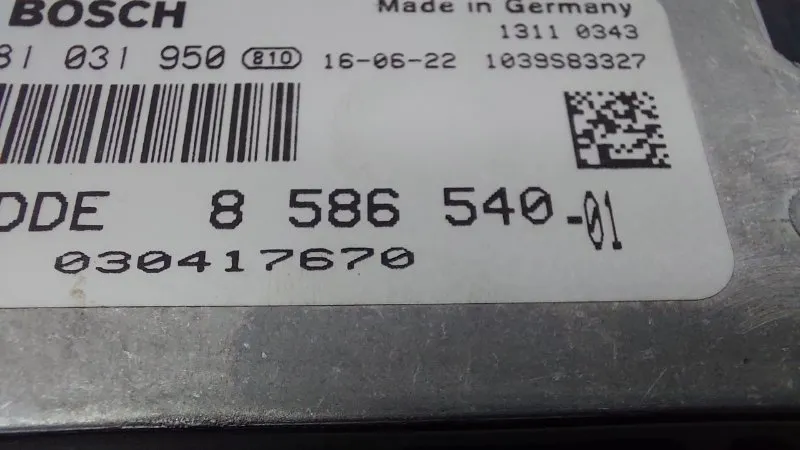 BOSCH
Made in Germany
1311 0343
81 031 950 810 16-06-22 1039S83327
DDE 8 586 540-01
030417670